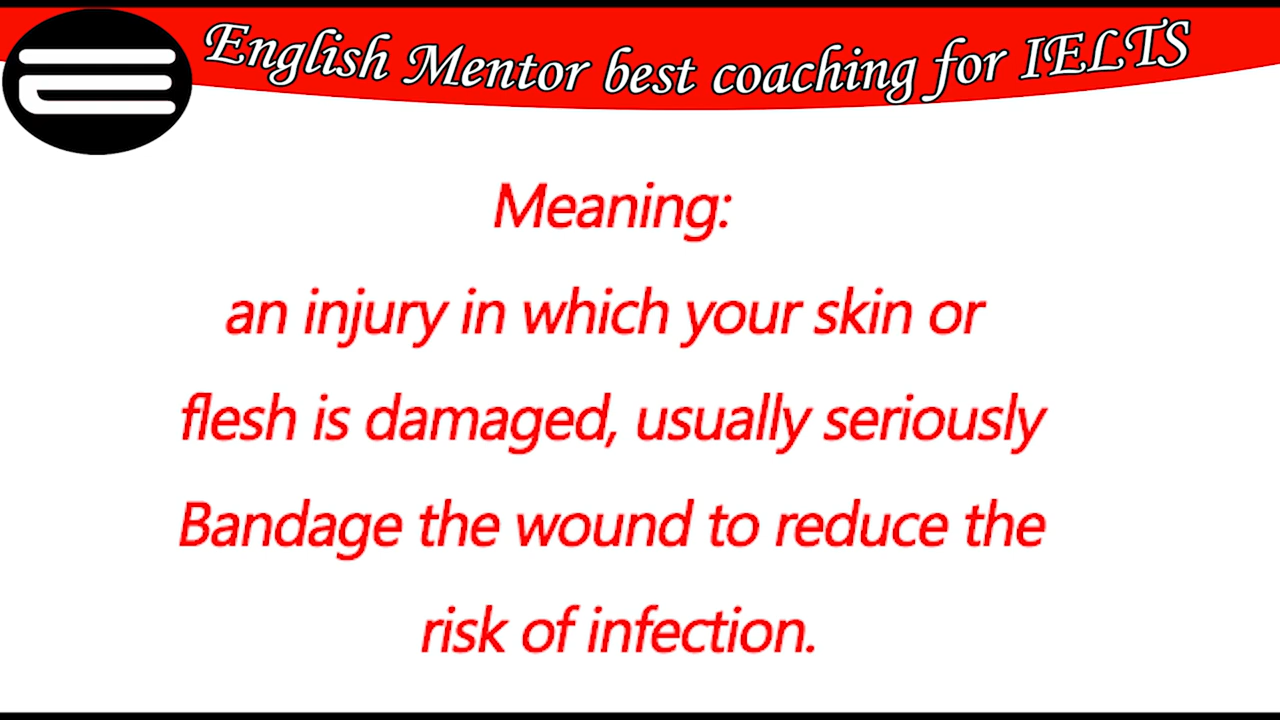 English Mentor best coaching for IELTS
Meaning:
an injury in which your skin or
flesh is damaged, usually seriously
Bandage the wound to reduce the
risk of infection.